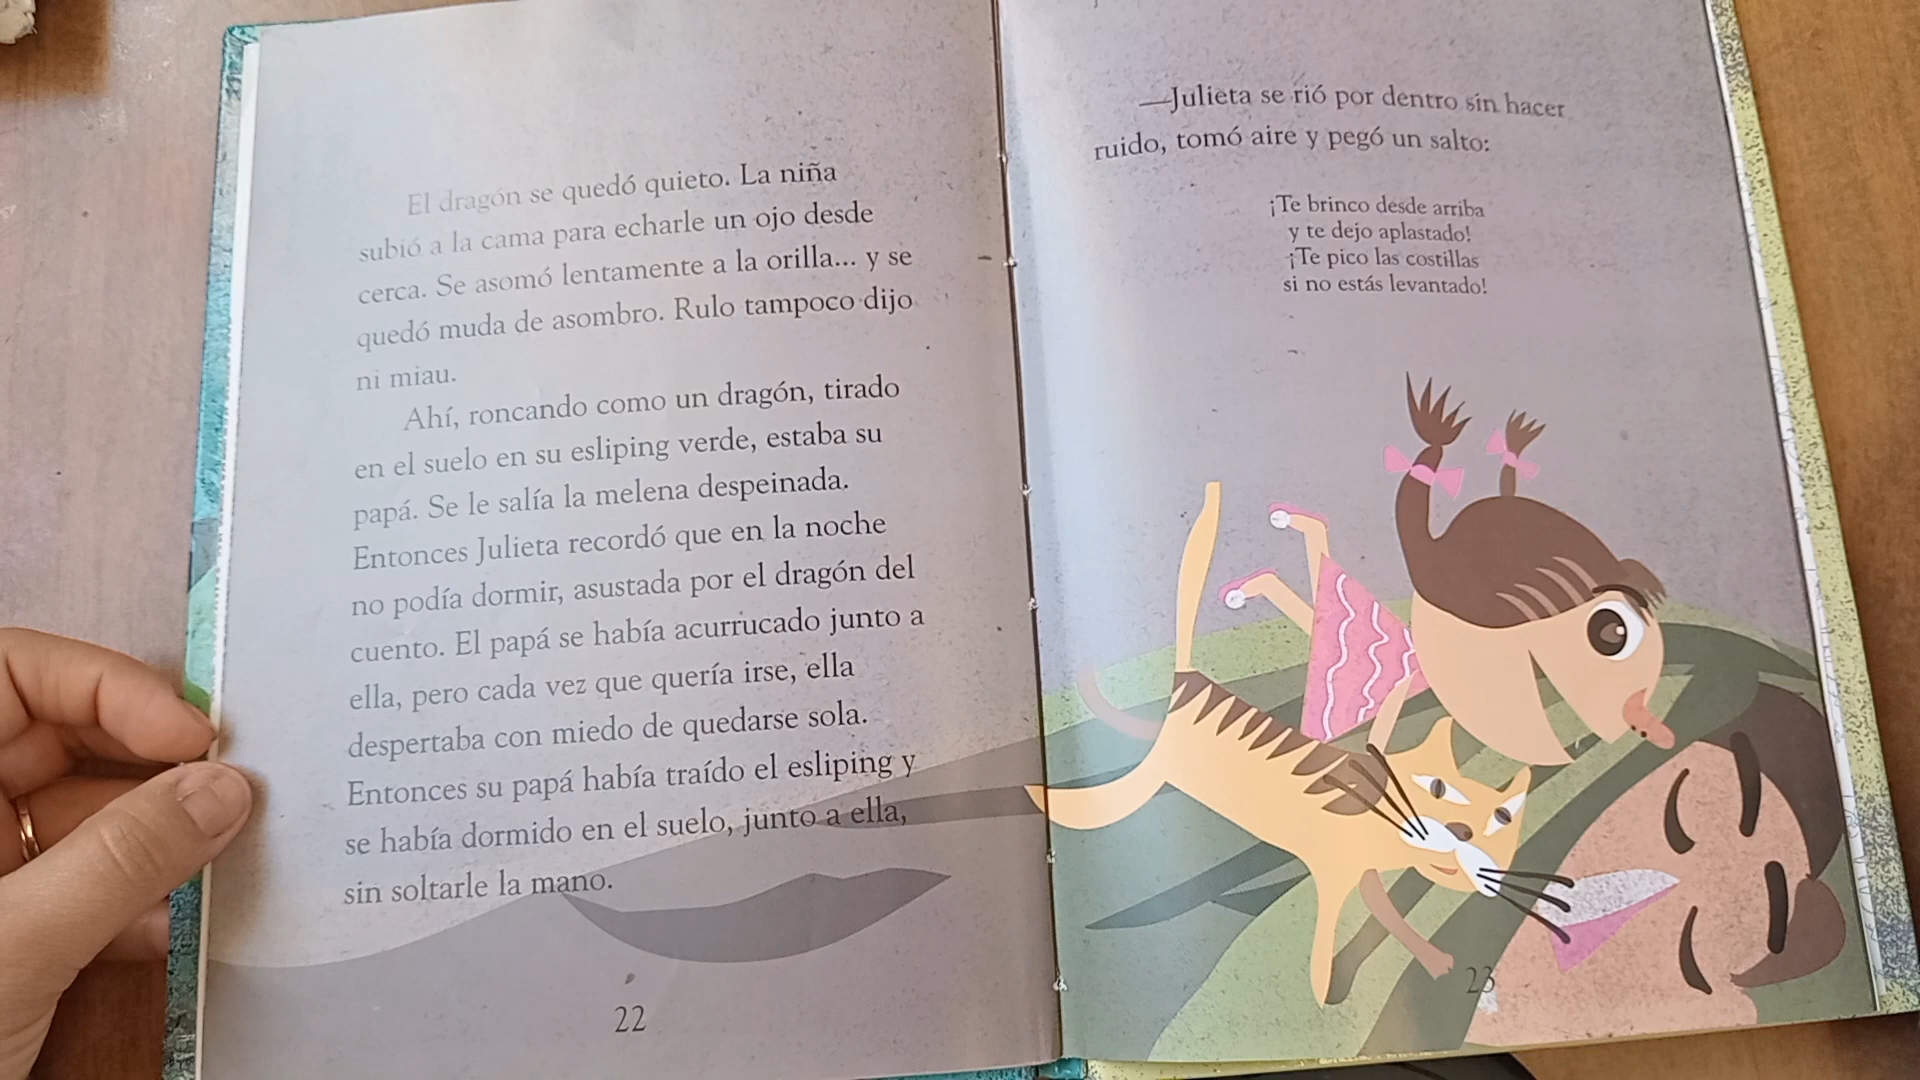 El dragón se quedó quieto. La niña
subió a la cama para echarle un ojo desde
cerca. Se asomó lentamente a la orilla... y se
quedó muda de asombro. Rulo tampoco dijo
ni miau.
Ahí, roncando como un dragón, tirado
en el suelo en su esliping verde, estaba su
papá. Se le salía la melena despeinada.
Entonces Julieta recordó que en la noche
no podía dormir, asustada por el dragón del
cuento. El papá se había acurrucado junto a
ella, pero cada vez que quería irse, ella
despertaba con miedo de quedarse sola.
Entonces su papá había traído el esliping y
se había dormido en el suelo, junto a ella,
sin soltarle la mano.
22
—Julieta se rió por dentro sin hacer
ruido, tomó aire y pegó un salto:
¡Te brinco desde arriba
y te dejo aplastado!
¡Te pico las costillas
si no estás levantado!
23